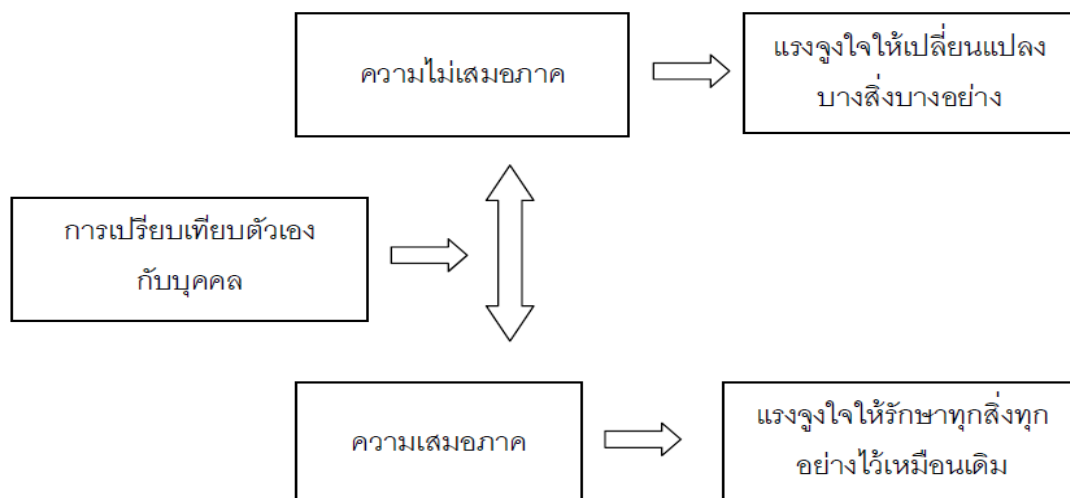 ความไม่เสมอภาค
แรงจูงใจให้เปลี่ยนแปลง
บางสิ่งบางอย่าง
การเปรียบเทียบตัวเอง
กับบุคคล
ความเสมอภาค
แรงจูงใจให้รักษาทุกสิ่งทุก
อย่างไว้เหมือนเดิม